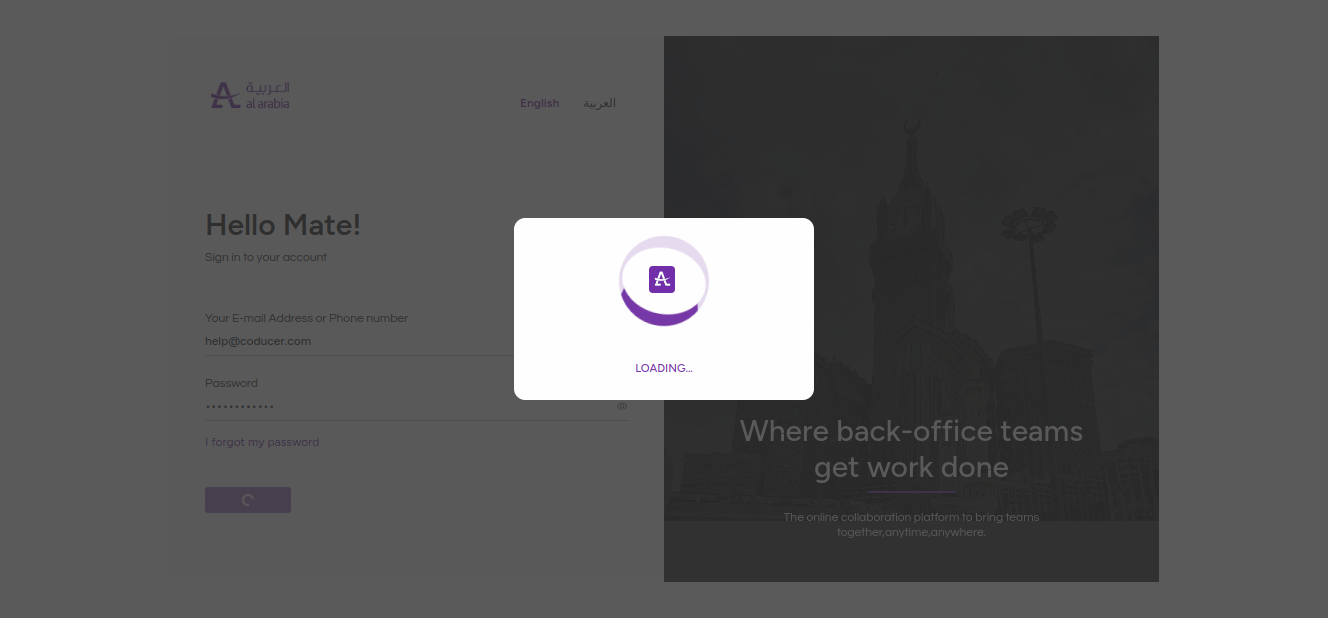 العربية
al arabia
English
العربية
Hello Mate!
Sign in to your account
Your E-mail Address or Phone number
help@coducer.com
Password
I forgot my password
LOADING...
Where back-office teams
get work done
The online collaboration platform to bring teams
together,anytime,anywhere.